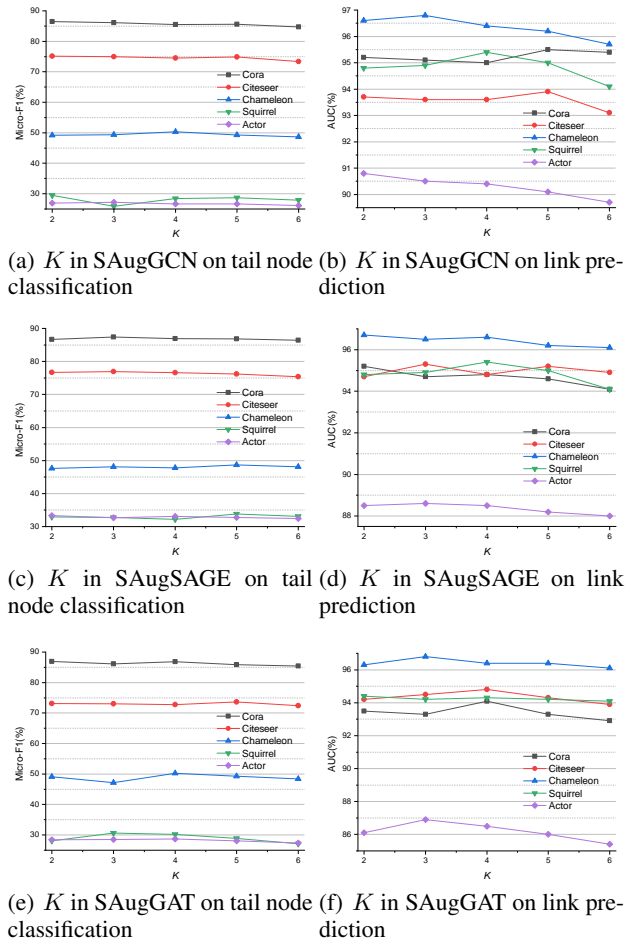 90
80
70
60
50
40
30
Micro-F1(%)
Cora
Citeseer
Chameleon
Squirrel
Actor
2 3 4 5 6
K
97
96
95
94
93
92
91
90
AUC(%)
Cora
Citeseer
Chameleon
Squirrel
Actor
2 3 4 5 6
K
(a) K in SAugGCN on tail node classification
(b) K in SAugGCN on link prediction
90
80
70
60
50
40
30
Micro-F1(%)
Cora
Citeseer
Chameleon
Squirrel
Actor
2 3 4 5 6
K
96
94
92
90
88
AUC(%)
Cora
Citeseer
Chameleon
Squirrel
Actor
2 3 4 5 6
K
(c) K in SAugSAGE on tail node classification
(d) K in SAugSAGE on link prediction
90
80
70
60
50
40
30
Micro-F1(%)
Cora
Citeseer
Chameleon
Squirrel
Actor
2 3 4 5 6
K
96
94
92
90
88
86
AUC(%)
Cora
Citeseer
Chameleon
Squirrel
Actor
2 3 4 5 6
K
(e) K in SAugGAT on tail node classification
(f) K in SAugGAT on link prediction